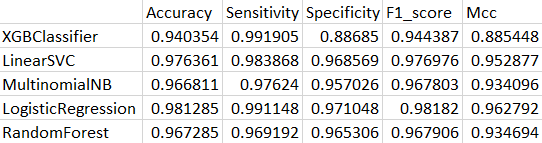 Accuracy Sensitivity Specificity F1_score Mcc
XGBClassifier 0.940354 0.991905 0.88685 0.944387 0.885448
LinearSVC 0.976361 0.983868 0.968569 0.976976 0.952877
MultinomialNB 0.966811 0.97624 0.957026 0.967803 0.934096
LogisticRegression 0.981285 0.991148 0.971048 0.98182 0.962792
RandomForest 0.967285 0.969192 0.965306 0.967906 0.934694